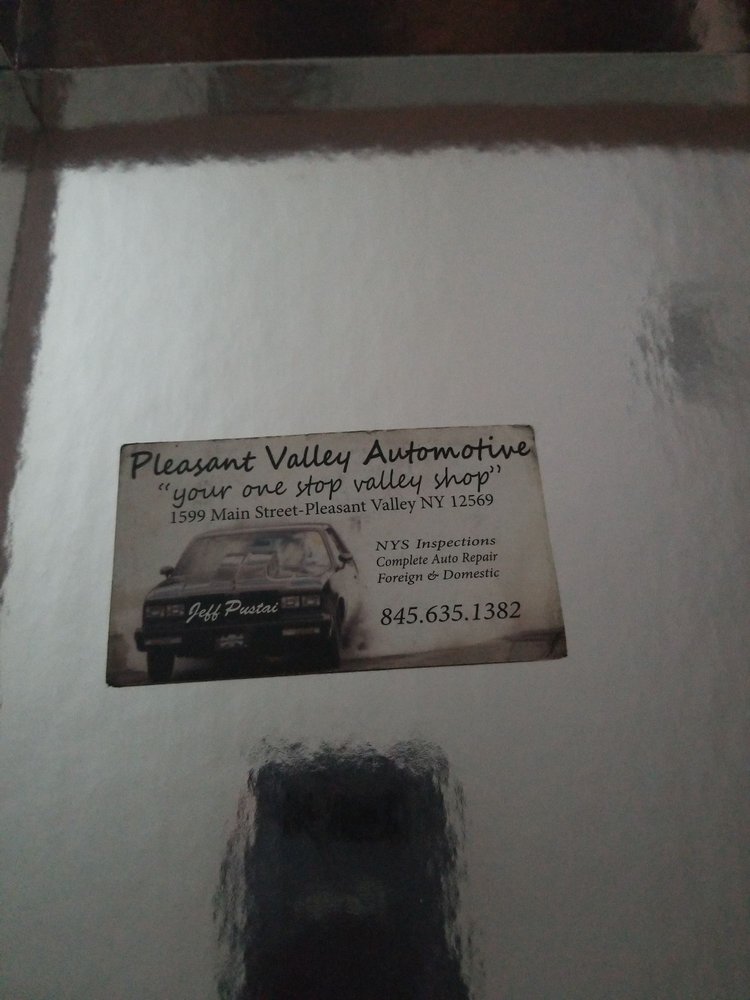 Pleasant Valley Automotive
“your one stop valley shop”
1599 Main Street-Pleasant Valley NY 12569
NYS Inspections
Complete Auto Repair
Foreign & Domestic
Jeff Pustai
845.635.1382